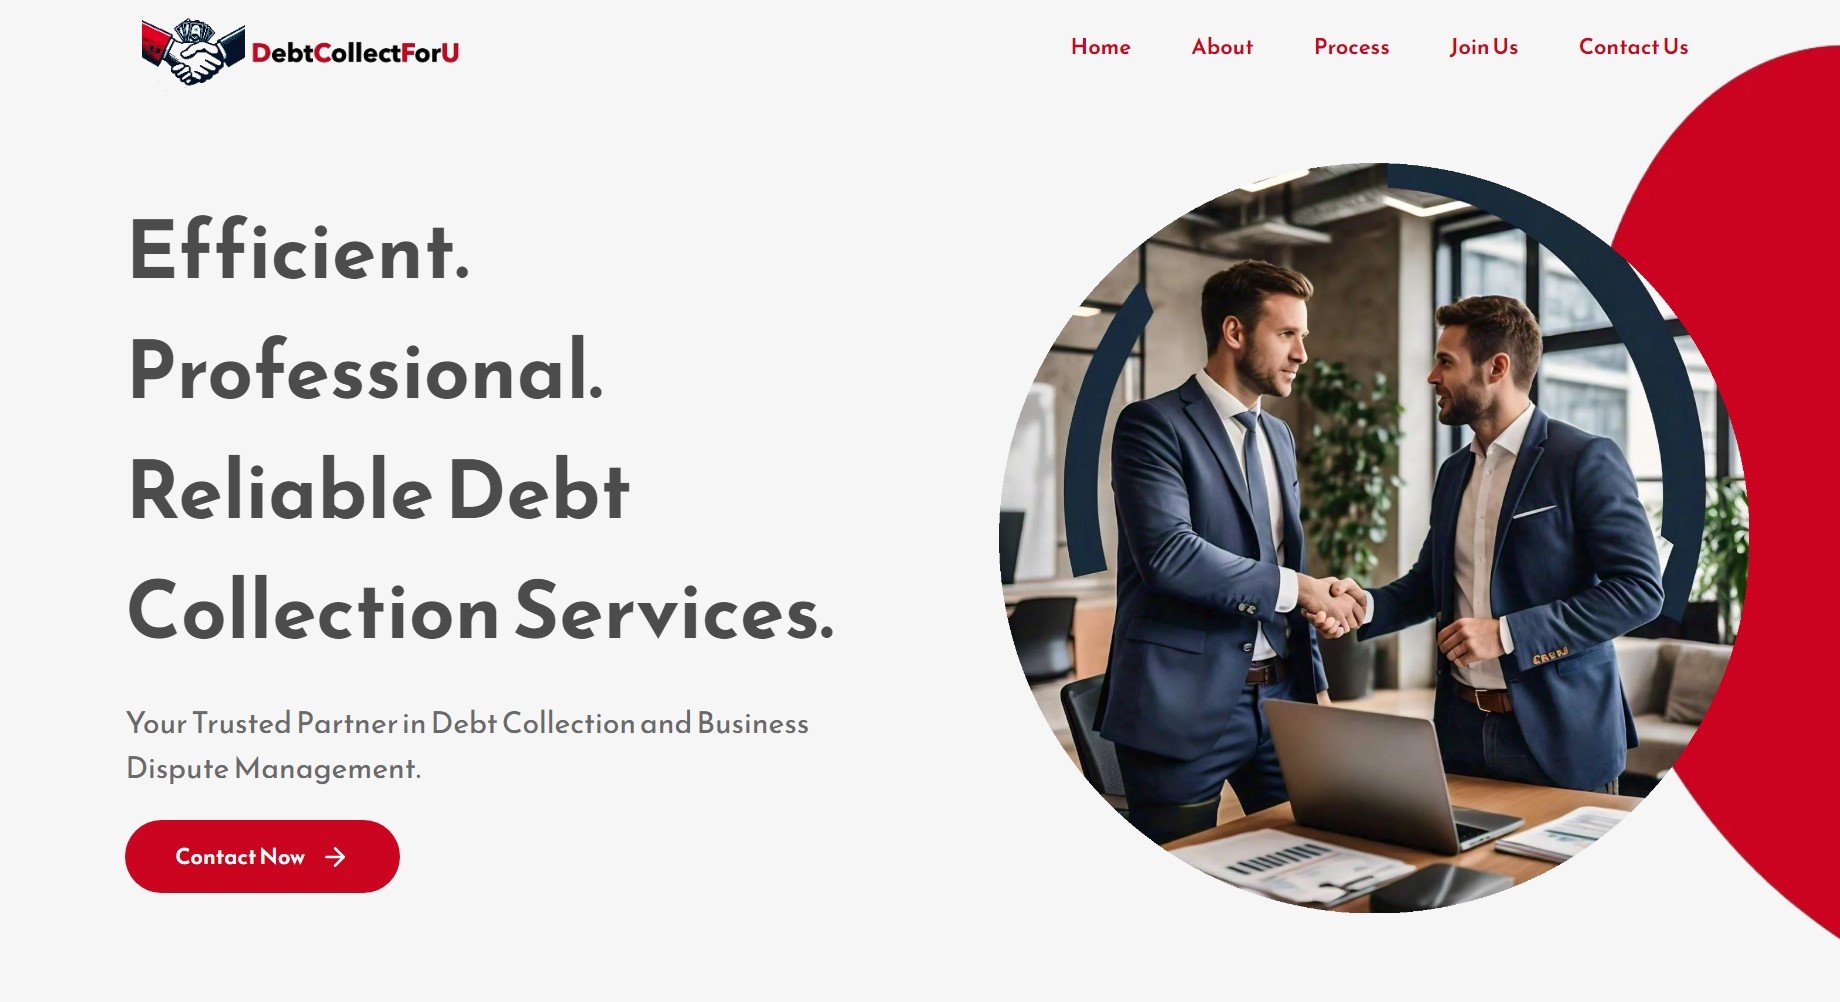 DebtCollectForU
Home
About
Process
Join Us
Contact Us
Efficient.
Professional.
Reliable Debt
Collection Services.
Your Trusted Partner in Debt Collection and Business
Dispute Management.
Contact Now